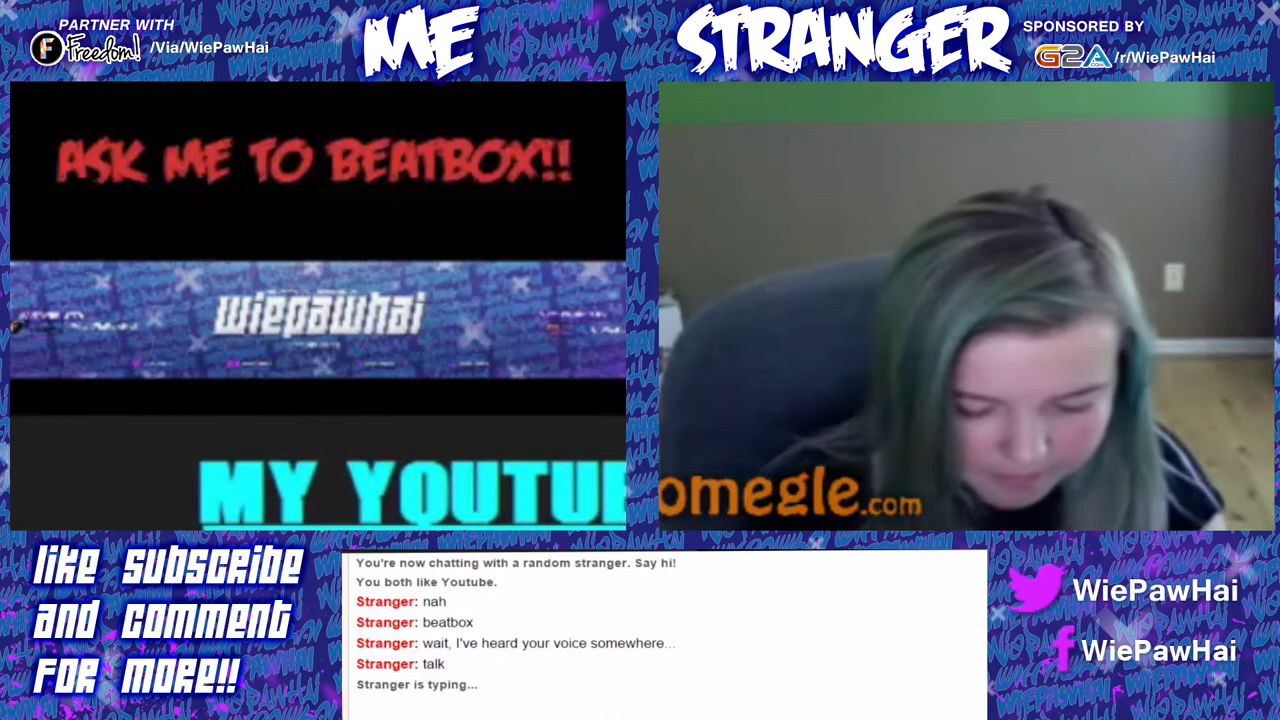 PARTNER WITH
Freedom! /Via/WiePawHai
ME
STRANGER
SPONSORED BY
G2A.COM /r/WiePawHai
ASK ME TO BEATBOX!!
wiepawhai
MY YOUTU
omegle.com
like subscribe
and comment
for more!!
You're now chatting with a random stranger. Say hi!
You both like Youtube.
Stranger: nah
Stranger: beatbox
Stranger: wait, I've heard your voice somewhere...
Stranger: talk
Stranger is typing...
WiePawHai
WiePawHai